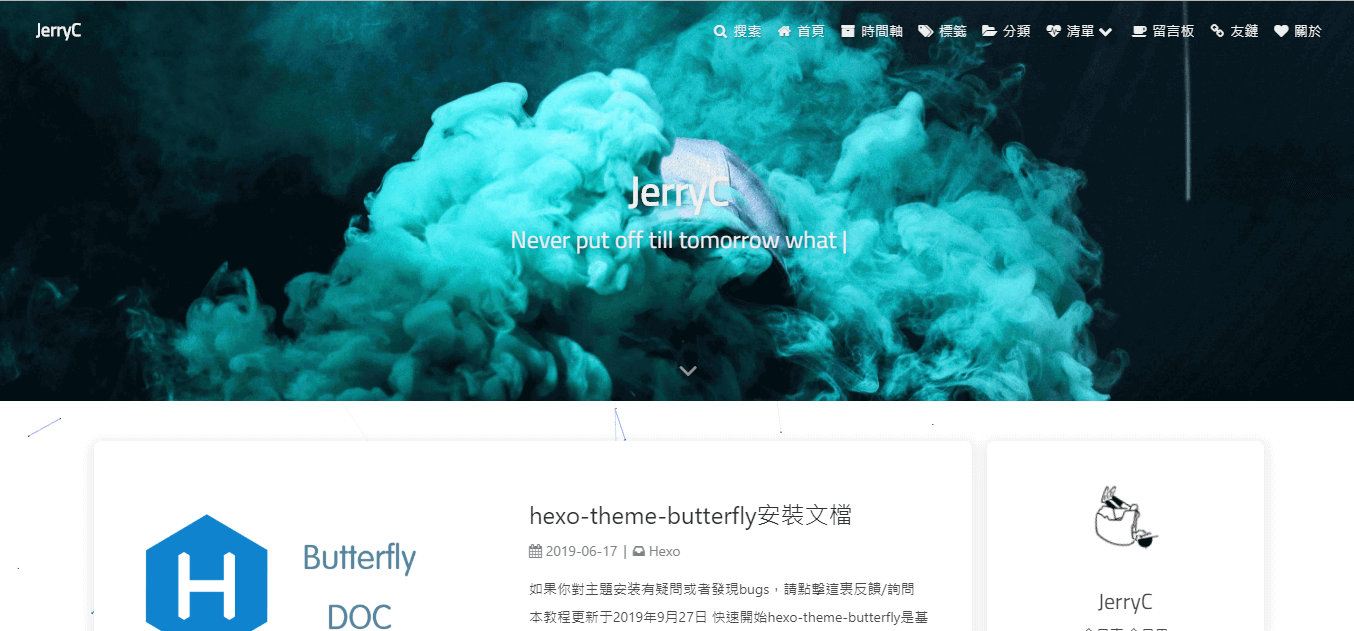 JerryC 搜索 首頁 時間軸 標籤 分類 清單 留言板 友鏈 關於
JerryC
Never put off till tomorrow what |
hexo-theme-butterfly安裝文檔
2019-06-17 | Hexo
如果你對主題安裝有疑問或者發現bugs，請點擊這裏反饋/詢問
本教程更新于2019年9月27日 快速開始hexo-theme-butterfly是基
H
Butterfly
DOC
JerryC